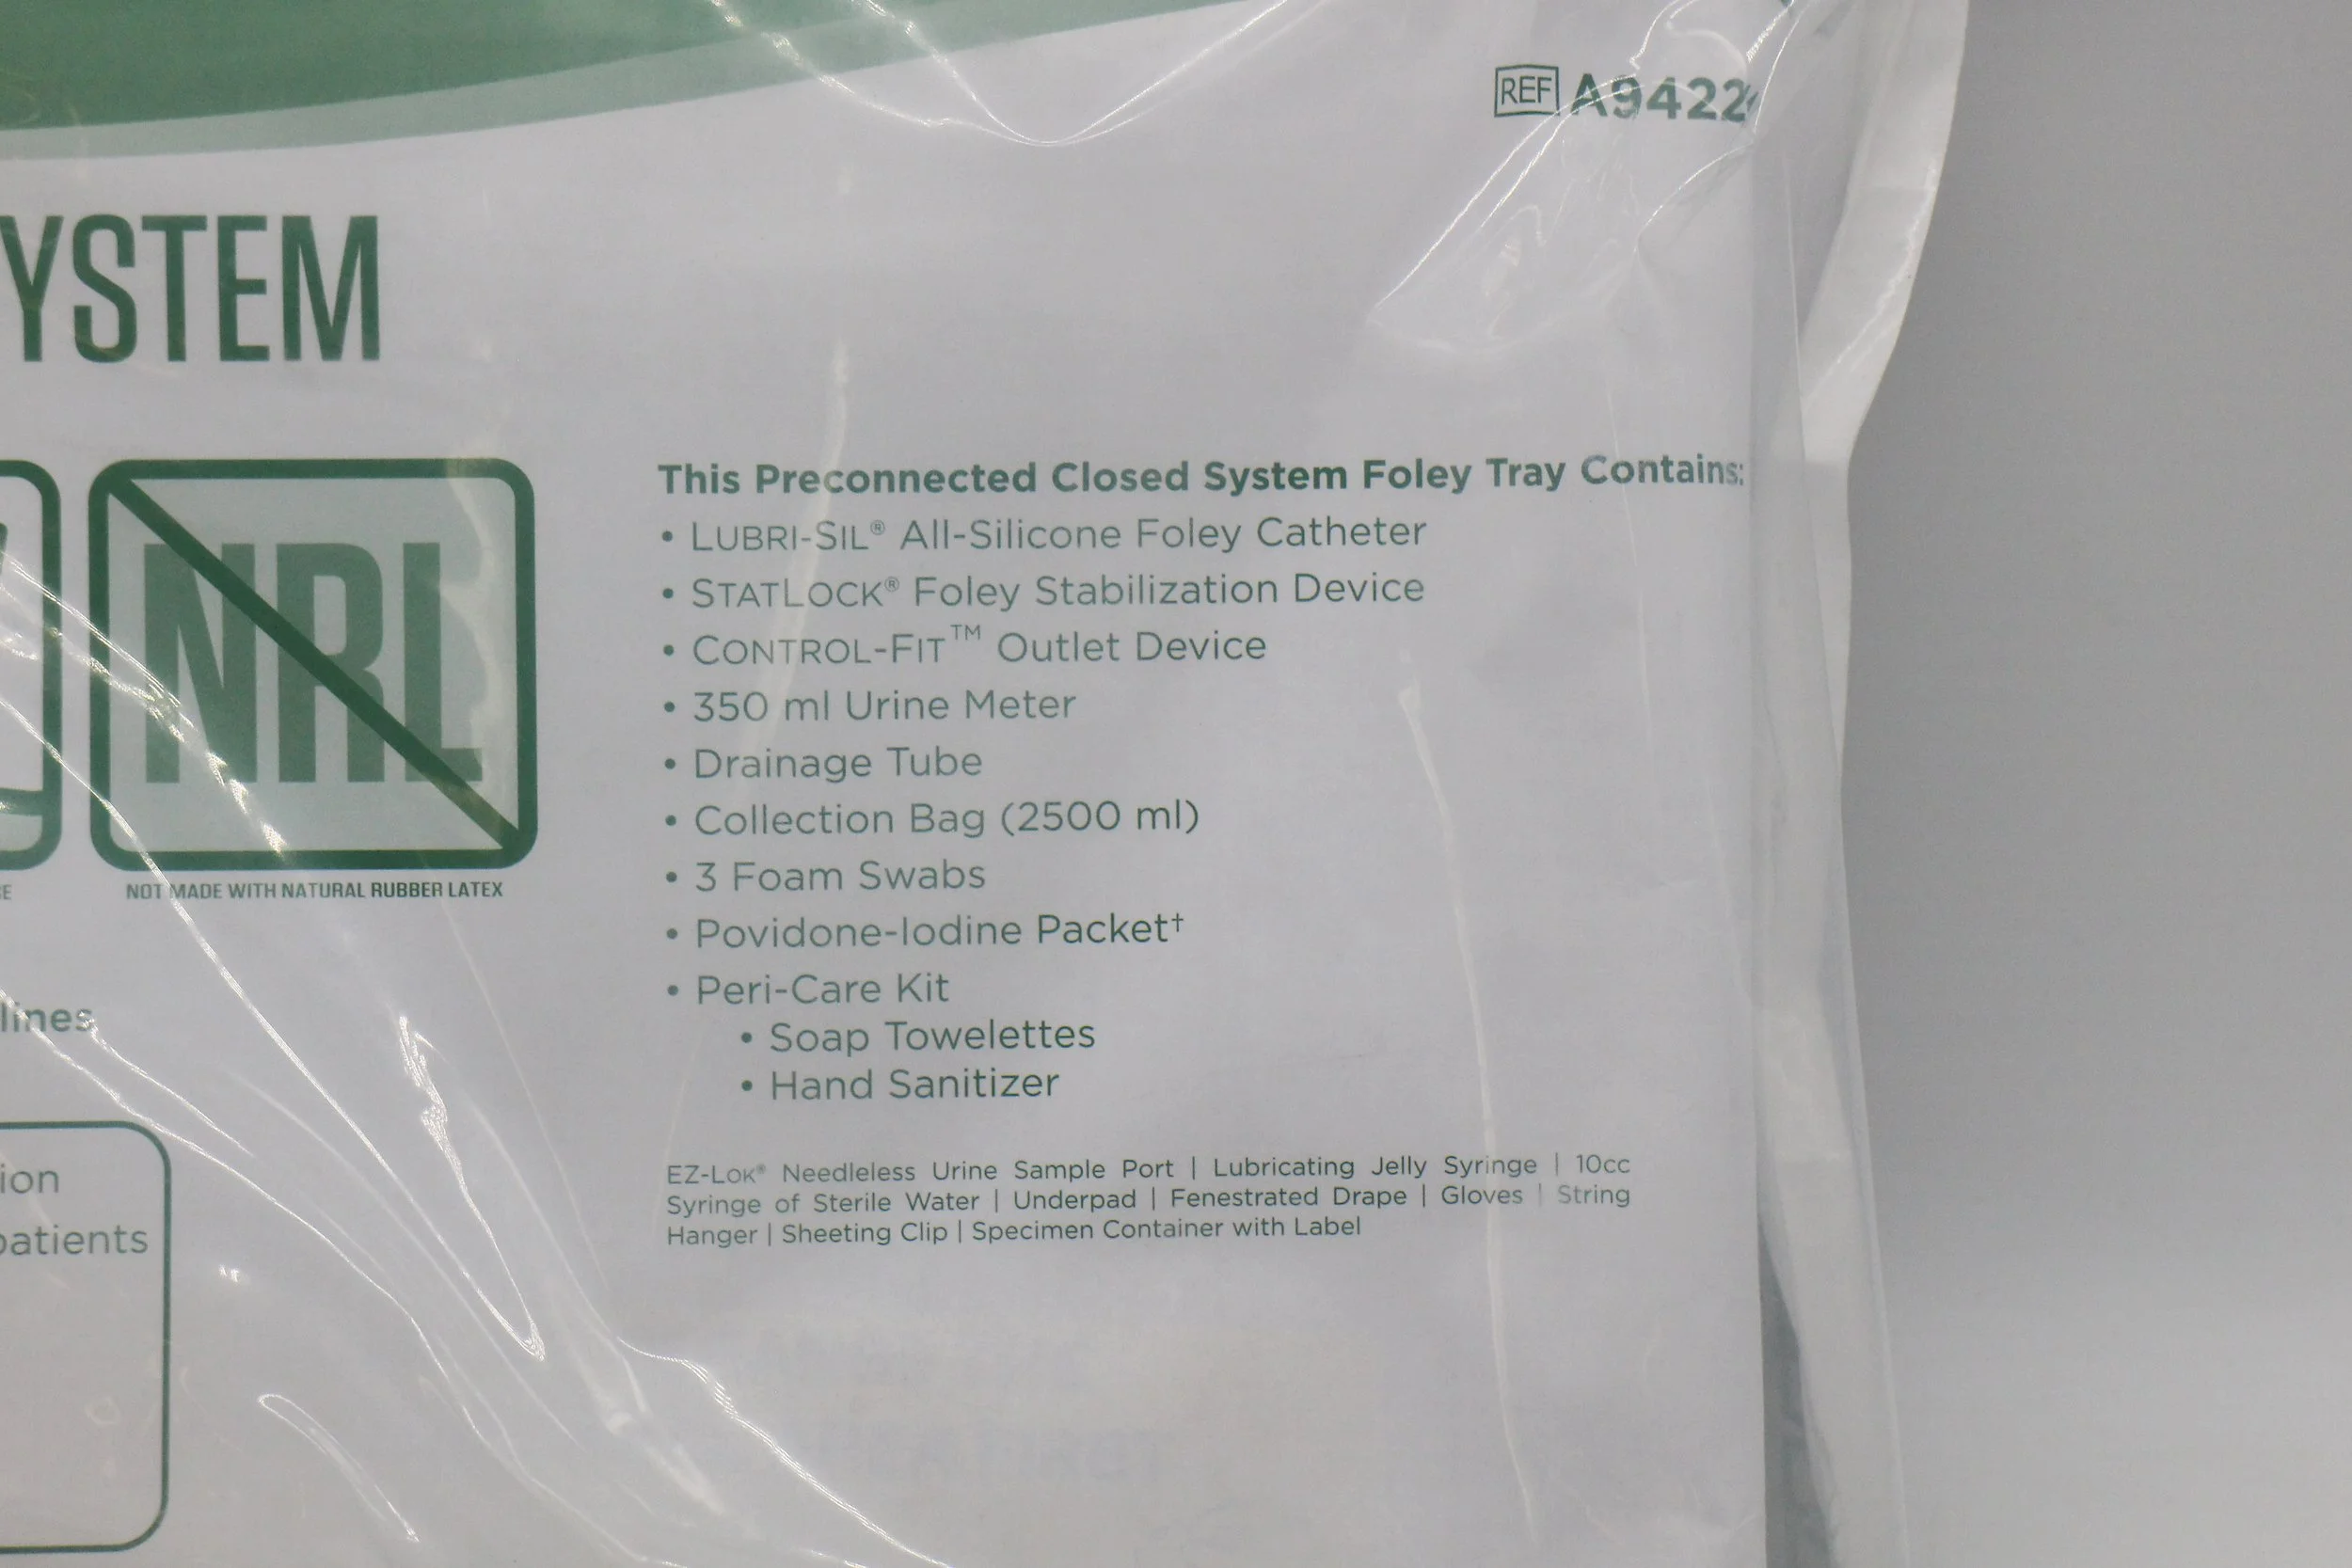 REF A9422
YSTEM
NRL
NOT MADE WITH NATURAL RUBBER LATEX
This Preconnected Closed System Foley Tray Contains:
• LUBRI-SIL® All-Silicone Foley Catheter
• STATLOCK® Foley Stabilization Device
• CONTROL-FIT™ Outlet Device
• 350 ml Urine Meter
• Drainage Tube
• Collection Bag (2500 ml)
• 3 Foam Swabs
• Povidone-Iodine Packet†
• Peri-Care Kit
• Soap Towelettes
• Hand Sanitizer
lines
ion
patients
EZ-LOK® Needleless Urine Sample Port | Lubricating Jelly Syringe | 10cc
Syringe of Sterile Water | Underpad | Fenestrated Drape | Gloves | String
Hanger | Sheeting Clip | Specimen Container with Label